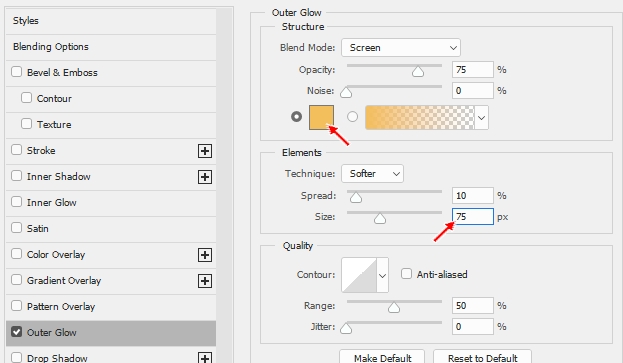 Styles
Blending Options
Bevel & Emboss
Contour
Texture
Stroke
Inner Shadow
Inner Glow
Satin
Color Overlay
Gradient Overlay
Pattern Overlay
Outer Glow
Drop Shadow
Outer Glow
Structure
Blend Mode: Screen
Opacity: 75 %
Noise: 0 %
Elements
Technique: Softer
Spread: 10 %
Size: 75 px
Quality
Contour: Anti-aliased
Range: 50 %
Jitter: 0 %
Make Default Reset to Default